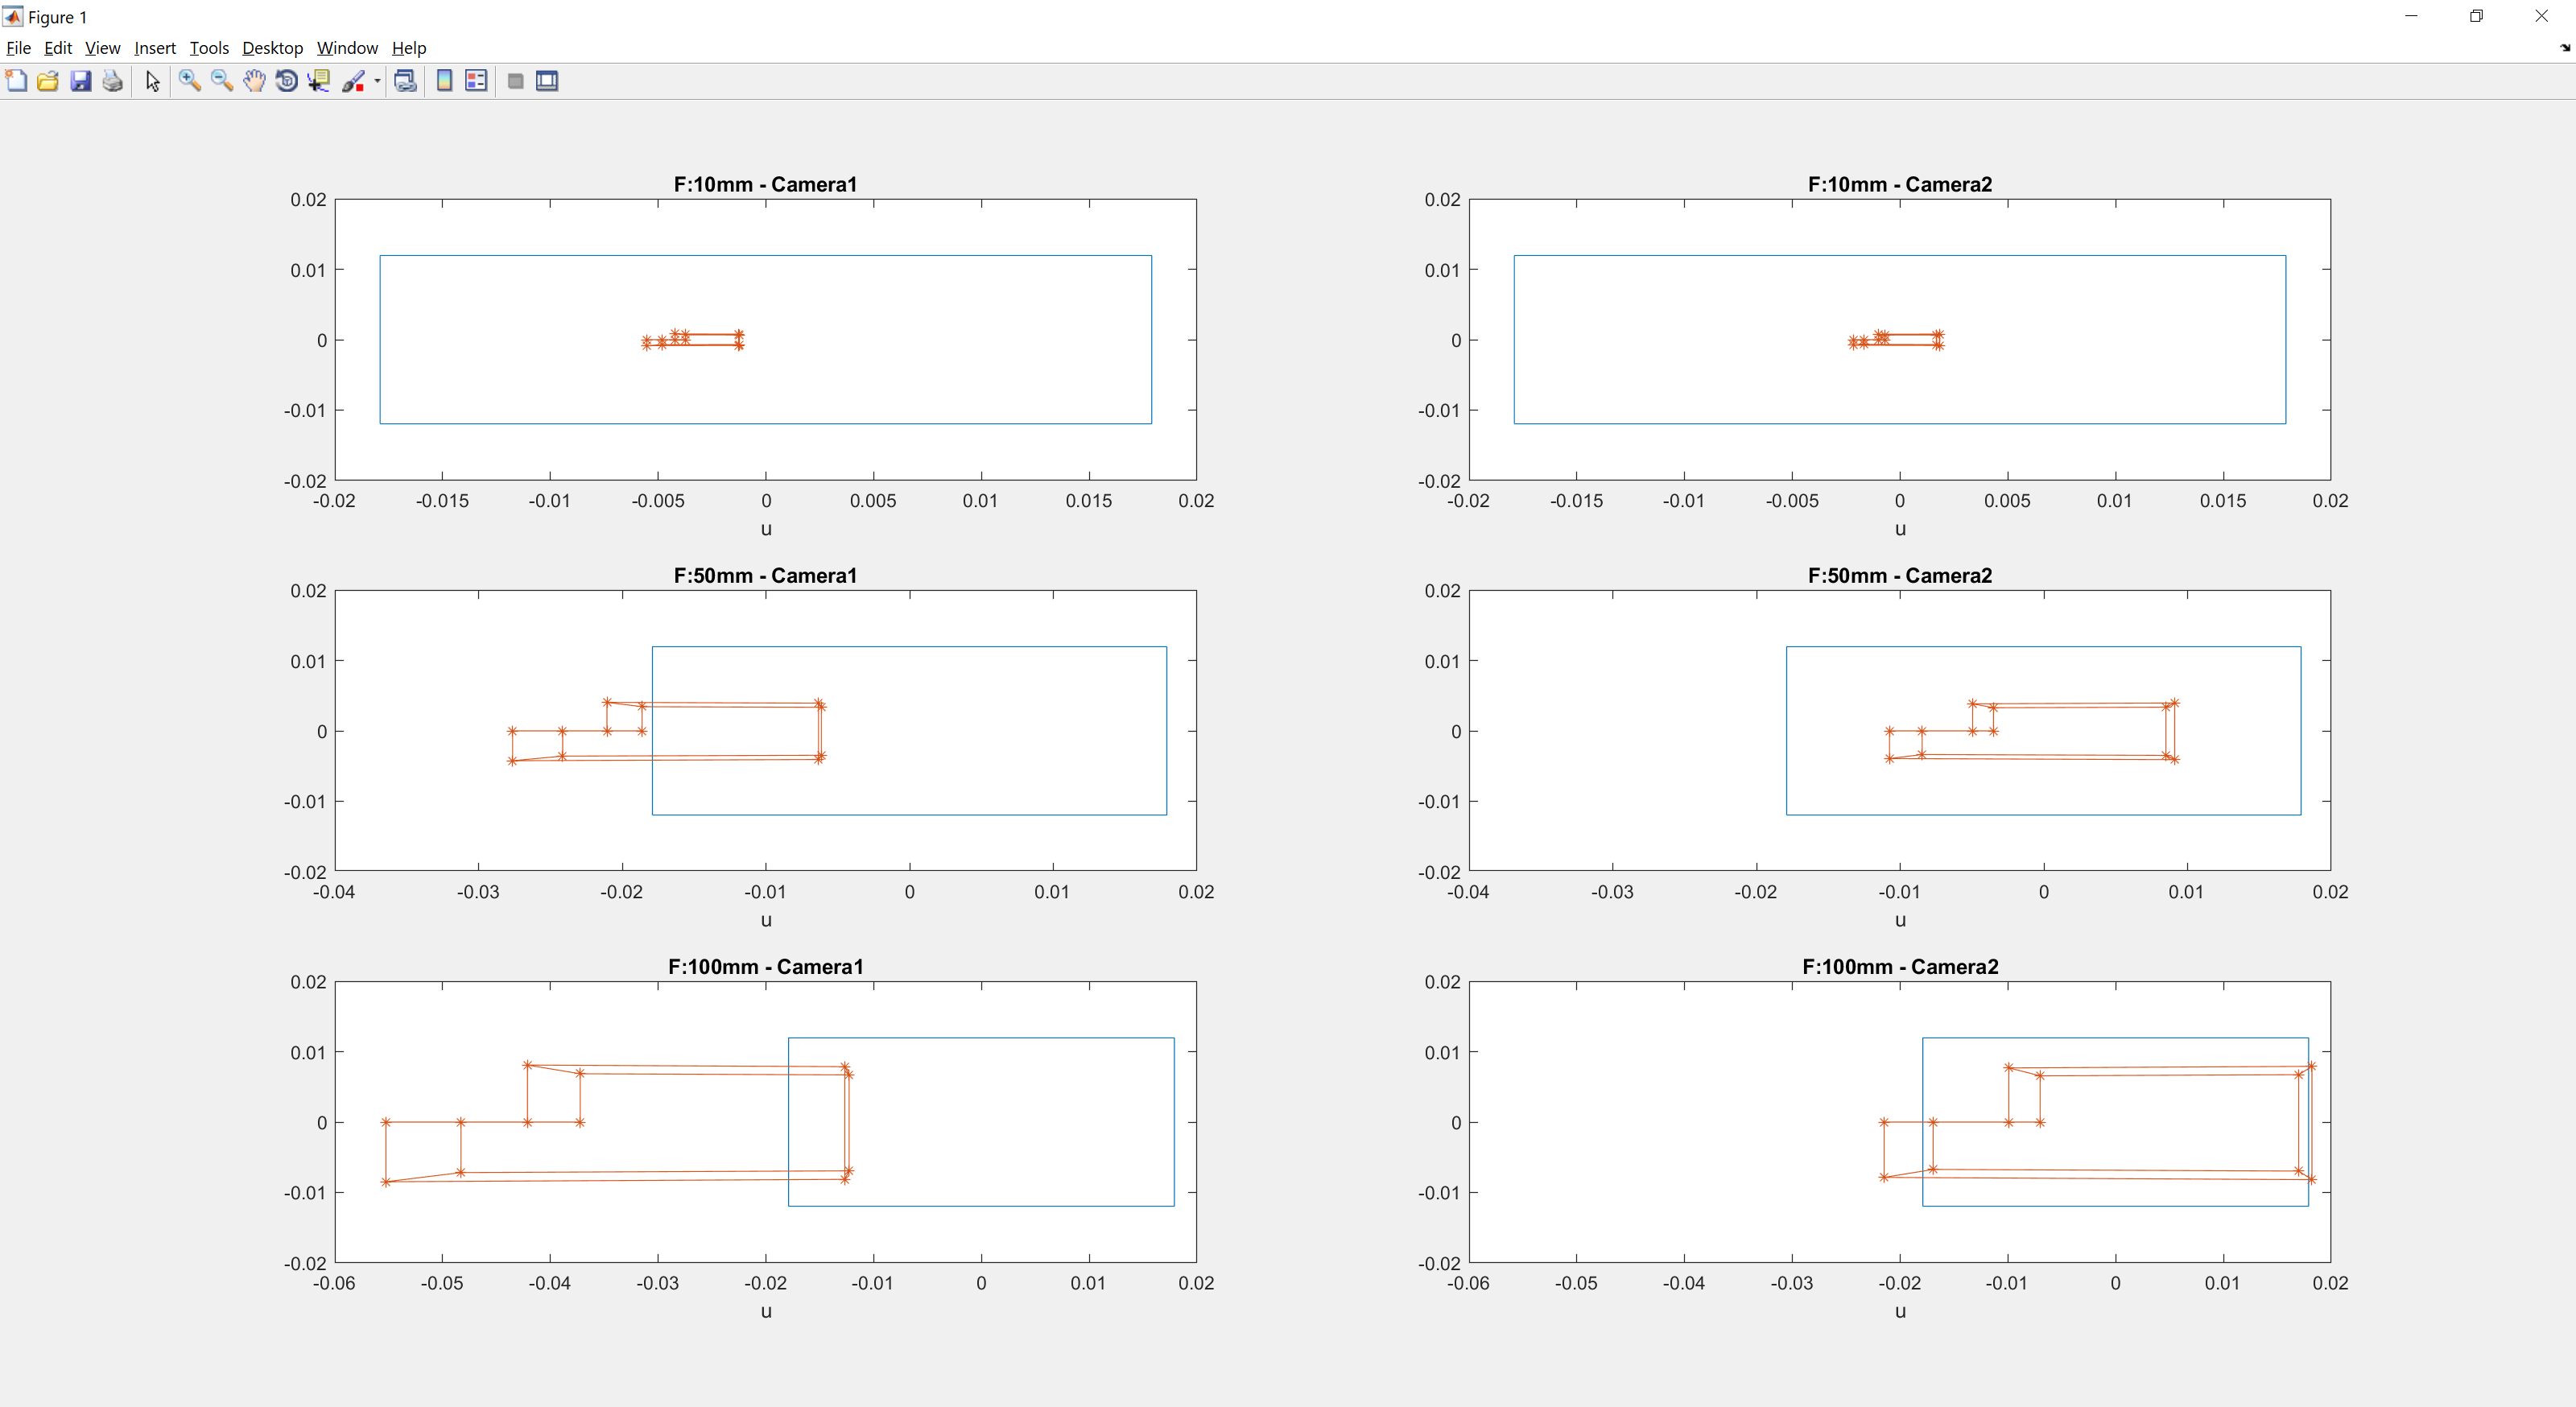 Figure 1
File Edit View Insert Tools Desktop Window Help
F:10mm - Camera1
0.02
0.01
0
-0.01
-0.02
-0.02 -0.015 -0.01 -0.005 0 0.005 0.01 0.015 0.02
u
F:10mm - Camera2
0.02
0.01
0
-0.01
-0.02
-0.02 -0.015 -0.01 -0.005 0 0.005 0.01 0.015 0.02
u
F:50mm - Camera1
0.02
0.01
0
-0.01
-0.02
-0.04 -0.03 -0.02 -0.01 0 0.01 0.02
u
F:50mm - Camera2
0.02
0.01
0
-0.01
-0.02
-0.04 -0.03 -0.02 -0.01 0 0.01 0.02
u
F:100mm - Camera1
0.02
0.01
0
-0.01
-0.02
-0.06 -0.05 -0.04 -0.03 -0.02 -0.01 0 0.01 0.02
u
F:100mm - Camera2
0.02
0.01
0
-0.01
-0.02
-0.06 -0.05 -0.04 -0.03 -0.02 -0.01 0 0.01 0.02
u